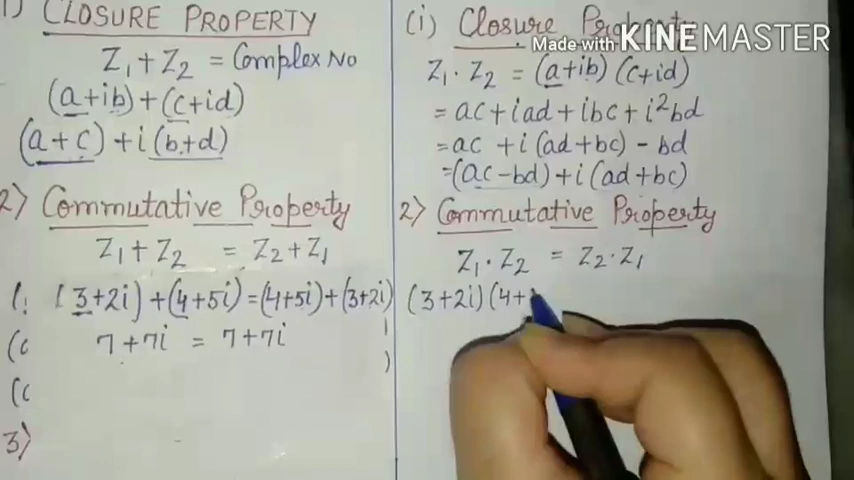 1) CLOSURE PROPERTY
Z₁ + Z₂ = Complex No
(a+ib)+(c+id)
(a+c)+i(b+d)
2) Commutative Property
Z₁+Z₂ = Z₂+Z₁
(3+2i)+(4+5i)=(4+5i)+(3+2i)
7+7i = 7+7i
3)
(i) Closure Property
Made with KINEMASTER
Z₁·Z₂ = (a+ib)(c+id)
= ac+iad+ibc+i²bd
= ac +i(ad+bc) - bd
=(ac-bd)+i(ad+bc)
2) Commutative Property
Z₁·Z₂ = Z₂·Z₁
(3+2i)(4+